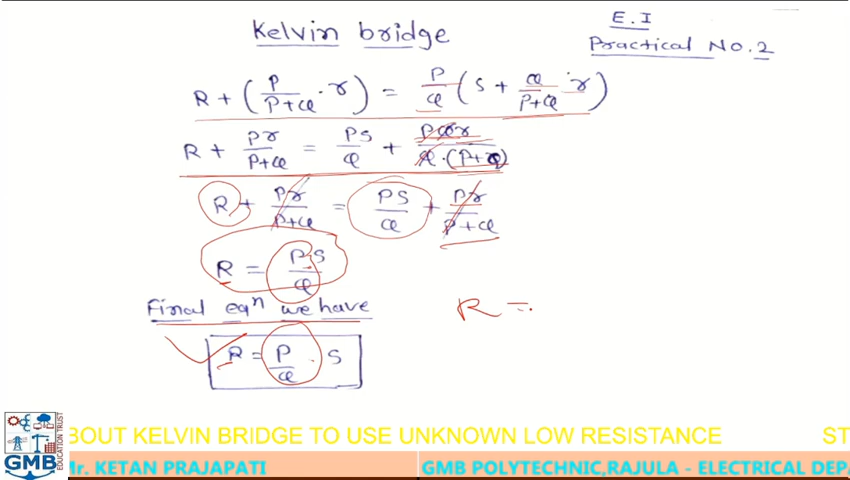 Kelvin bridge
E.I
Practical No.2
R + (P/P+Q · r) = P/Q (S + Q/P+Q · r)
R + Pr/P+Q = PS/Q + PQr/Q·(P+Q)
R + Pr/P+Q = PS/Q + Pr/P+Q
R = PS/Q
Final eqn we have
R = P/Q · S
R =
BOUT KELVIN BRIDGE TO USE UNKNOWN LOW RESISTANCE ST
GMB
EDUCATION TRUST
Mr. KETAN PRAJAPATI
GMB POLYTECHNIC,RAJULA - ELECTRICAL DEPA